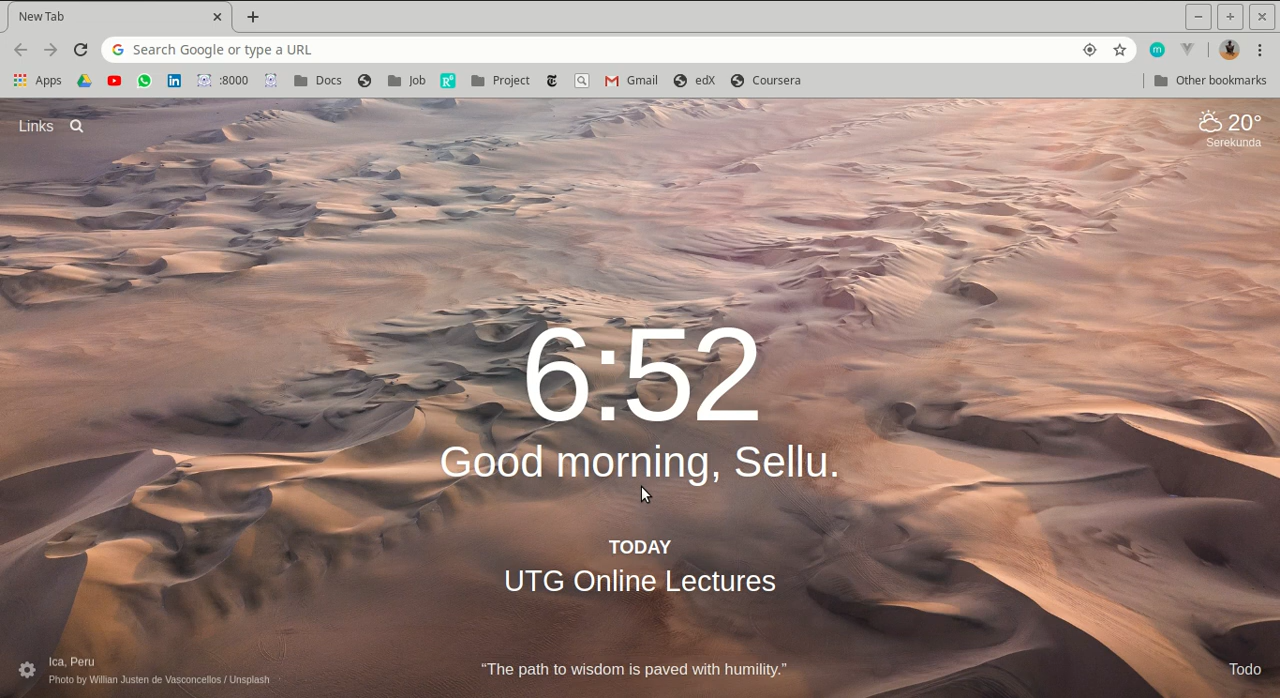 New Tab
Search Google or type a URL
m
Apps
:8000
Docs
Job
Project
Gmail
edX
Coursera
Other bookmarks
Links
20°
Serekunda
6:52
Good morning, Sellu.
TODAY
UTG Online Lectures
Ica, Peru
Photo by Willian Justen de Vasconcellos / Unsplash
“The path to wisdom is paved with humility.”
Todo